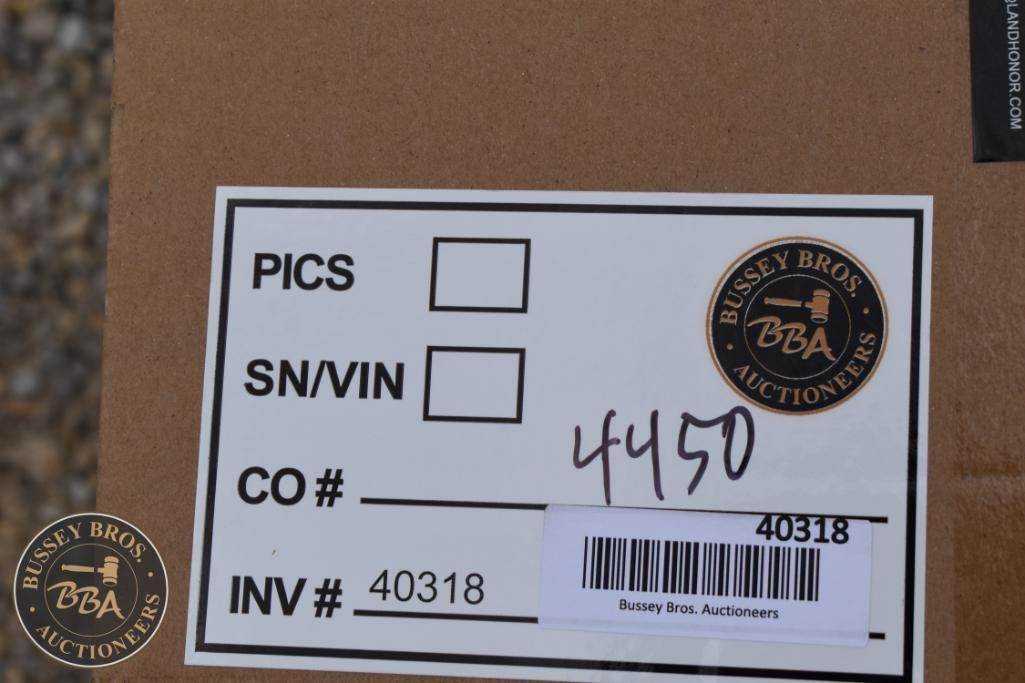 @LANDHONOR.COM
PICS
BUSSEY BROS.
BBA
AUCTIONEERS
SN/VIN
4450
CO #
40318
INV # 40318
Bussey Bros. Auctioneers
BUSSEY BROS.
BBA
AUCTIONEERS